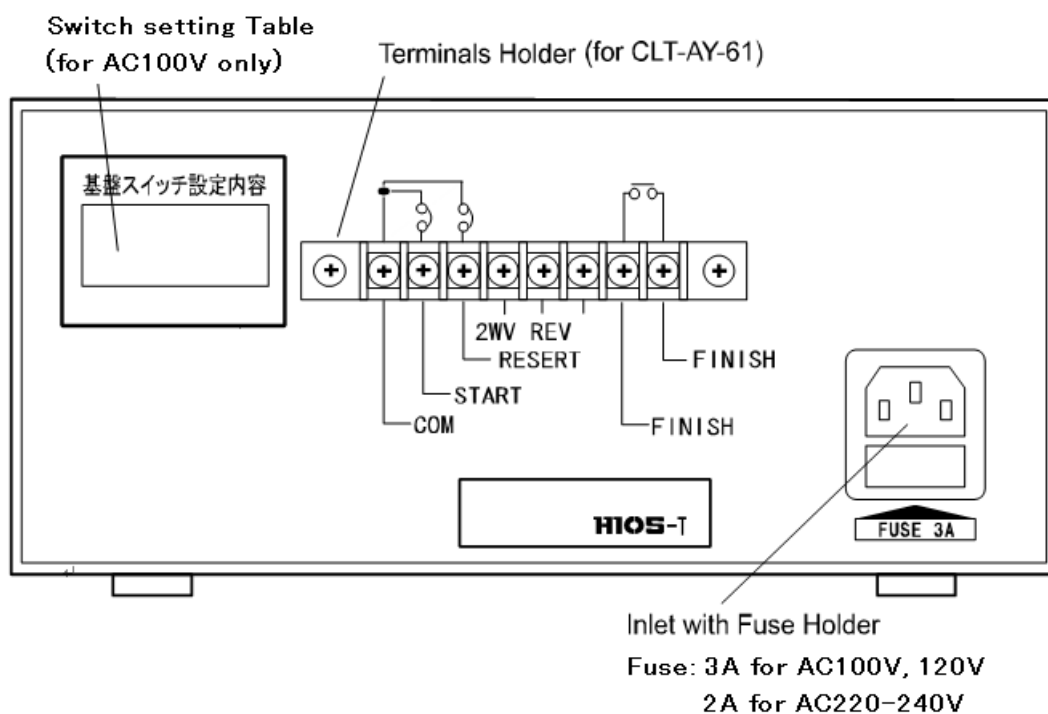 Switch setting Table
(for AC100V only)
Terminals Holder (for CLT-AY-61)
基盤スイッチ設定内容
2WV REV
RESERT
FINISH
START
COM
FINISH
HIOS-T
FUSE 3A
Inlet with Fuse Holder
Fuse: 3A for AC100V, 120V
2A for AC220-240V